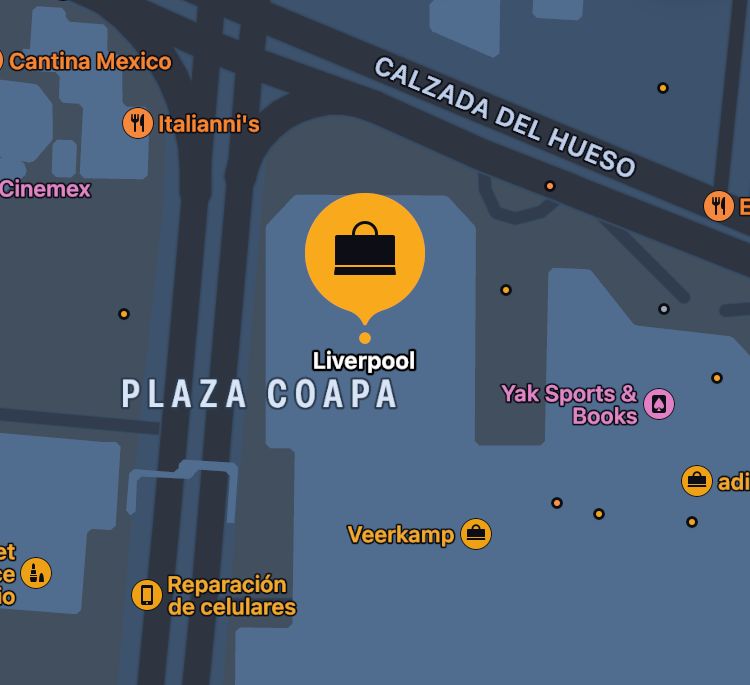 Cantina Mexico
CALZADA DEL HUESO
Italianni's
Cinemex
E
Liverpool
PLAZA COAPA
Yak Sports &
Books
adi
Veerkamp
et
ce
io
Reparación
de celulares